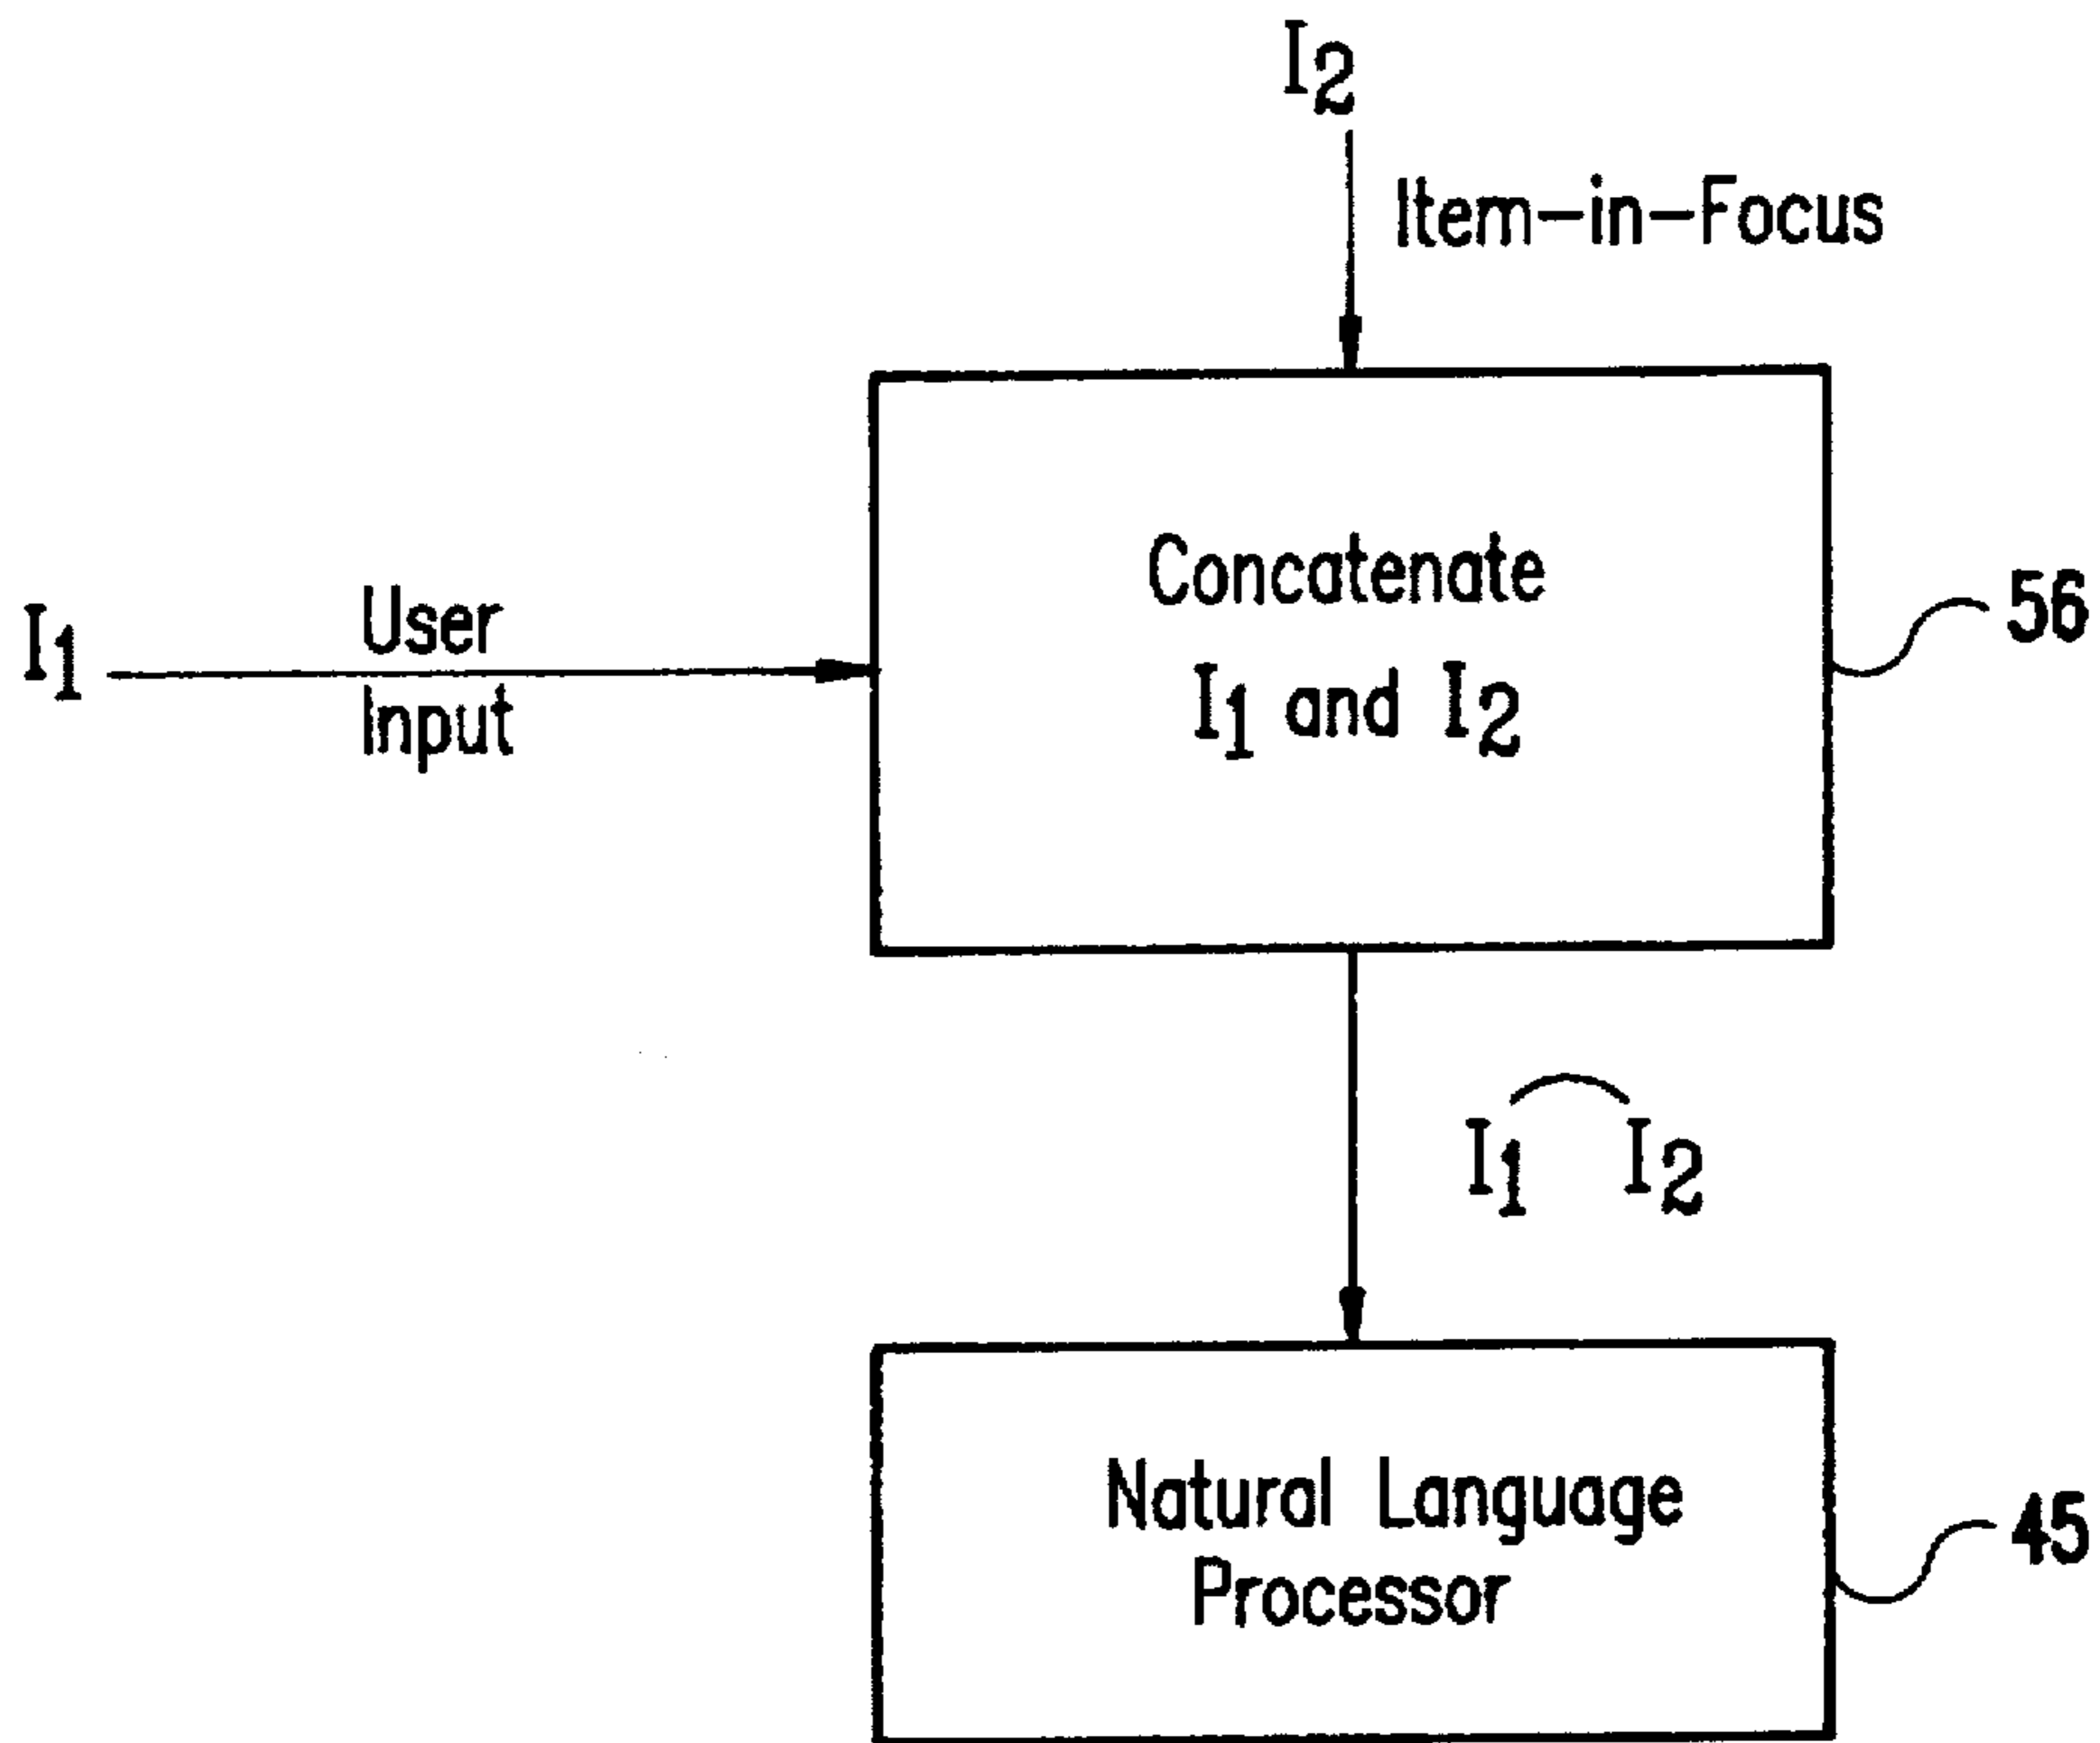 I2
Item-in-Focus
Concatenate
I1 and I2
56
User
Input
I1
I1 I2
Natural Language
Processor
45